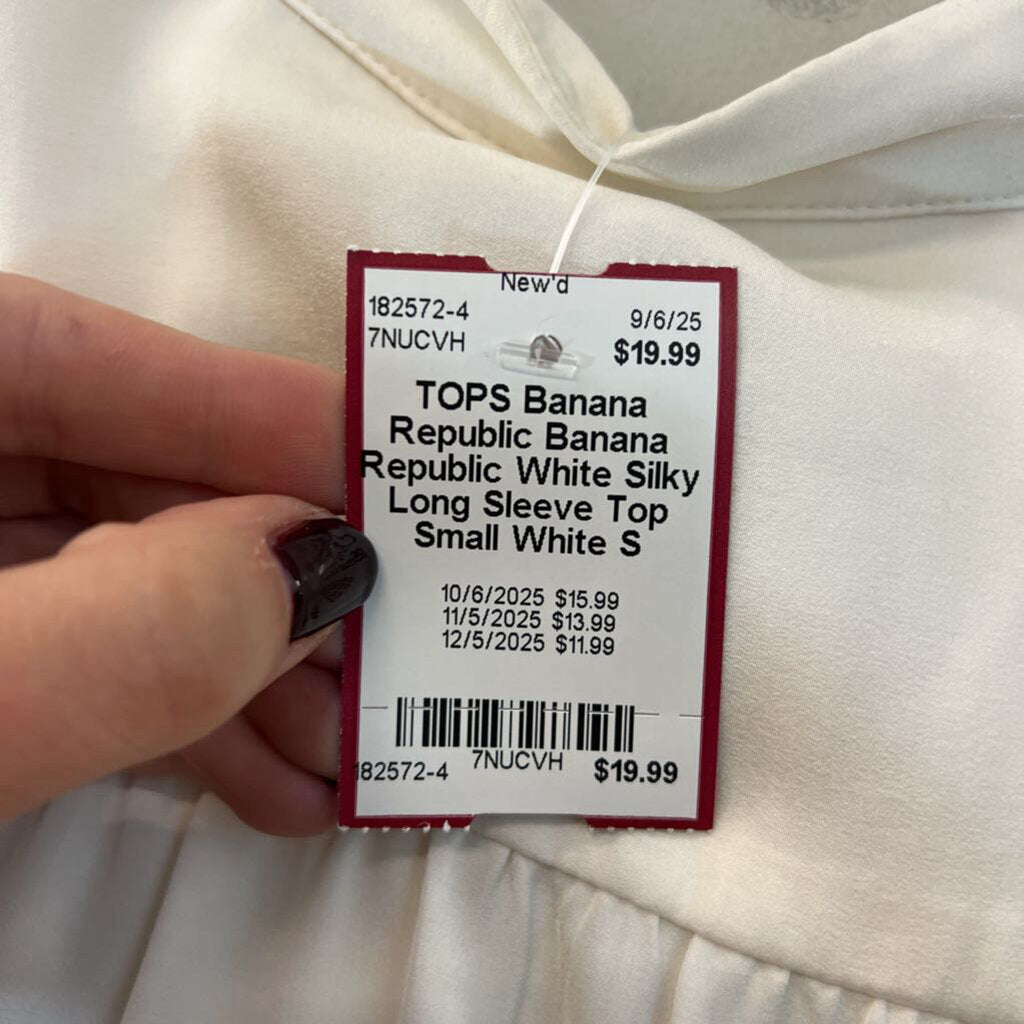 New'd
182572-4 9/6/25
7NUCVH $19.99
TOPS Banana
Republic Banana
Republic White Silky
Long Sleeve Top
Small White S
10/6/2025 $15.99
11/5/2025 $13.99
12/5/2025 $11.99
182572-4 7NUCVH $19.99